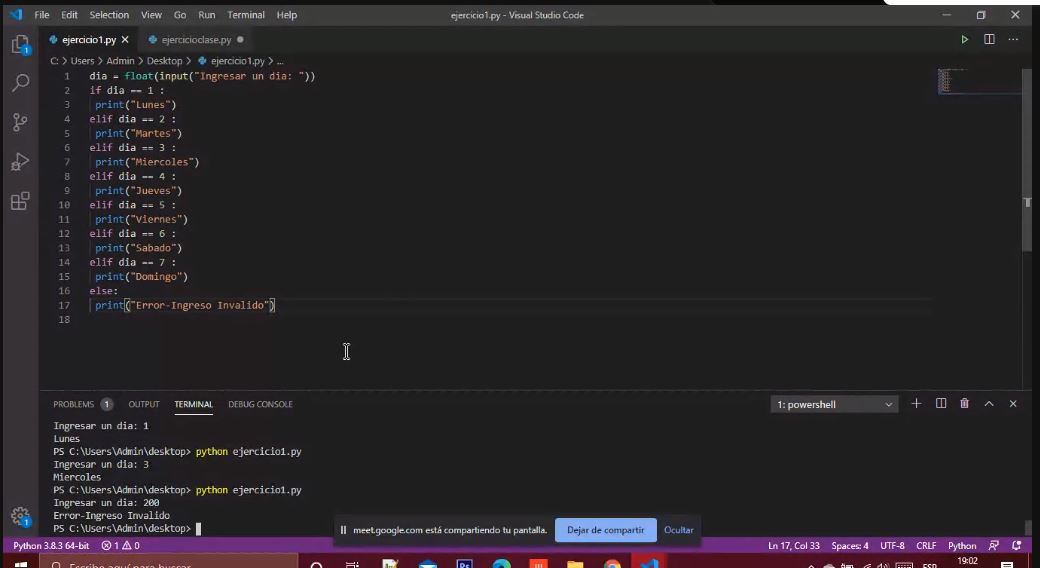 File Edit Selection View Go Run Terminal Help ejercicio1.py - Visual Studio Code
ejercicio1.py ejercicioclase.py
C: > Users > Admin > Desktop > ejercicio1.py > ...
1 dia = float(input("Ingresar un dia: "))
2 if dia == 1 :
3 print("Lunes")
4 elif dia == 2 :
5 print("Martes")
6 elif dia == 3 :
7 print("Miercoles")
8 elif dia == 4 :
9 print("Jueves")
10 elif dia == 5 :
11 print("Viernes")
12 elif dia == 6 :
13 print("Sabado")
14 elif dia == 7 :
15 print("Domingo")
16 else:
17 print("Error-Ingreso Invalido")
18
PROBLEMS 1 OUTPUT TERMINAL DEBUG CONSOLE 1: powershell
Ingresar un dia: 1
Lunes
PS C:\Users\Admin\desktop> python ejercicio1.py
Ingresar un dia: 3
Miercoles
PS C:\Users\Admin\desktop> python ejercicio1.py
Ingresar un dia: 200
Error-Ingreso Invalido
PS C:\Users\Admin\desktop>
meet.google.com está compartiendo tu pantalla. Dejar de compartir Ocultar
Python 3.8.3 64-bit 1 0 Ln 17, Col 33 Spaces: 4 UTF-8 CRLF Python
Escribe aquí para buscar Ps ESP 19:02